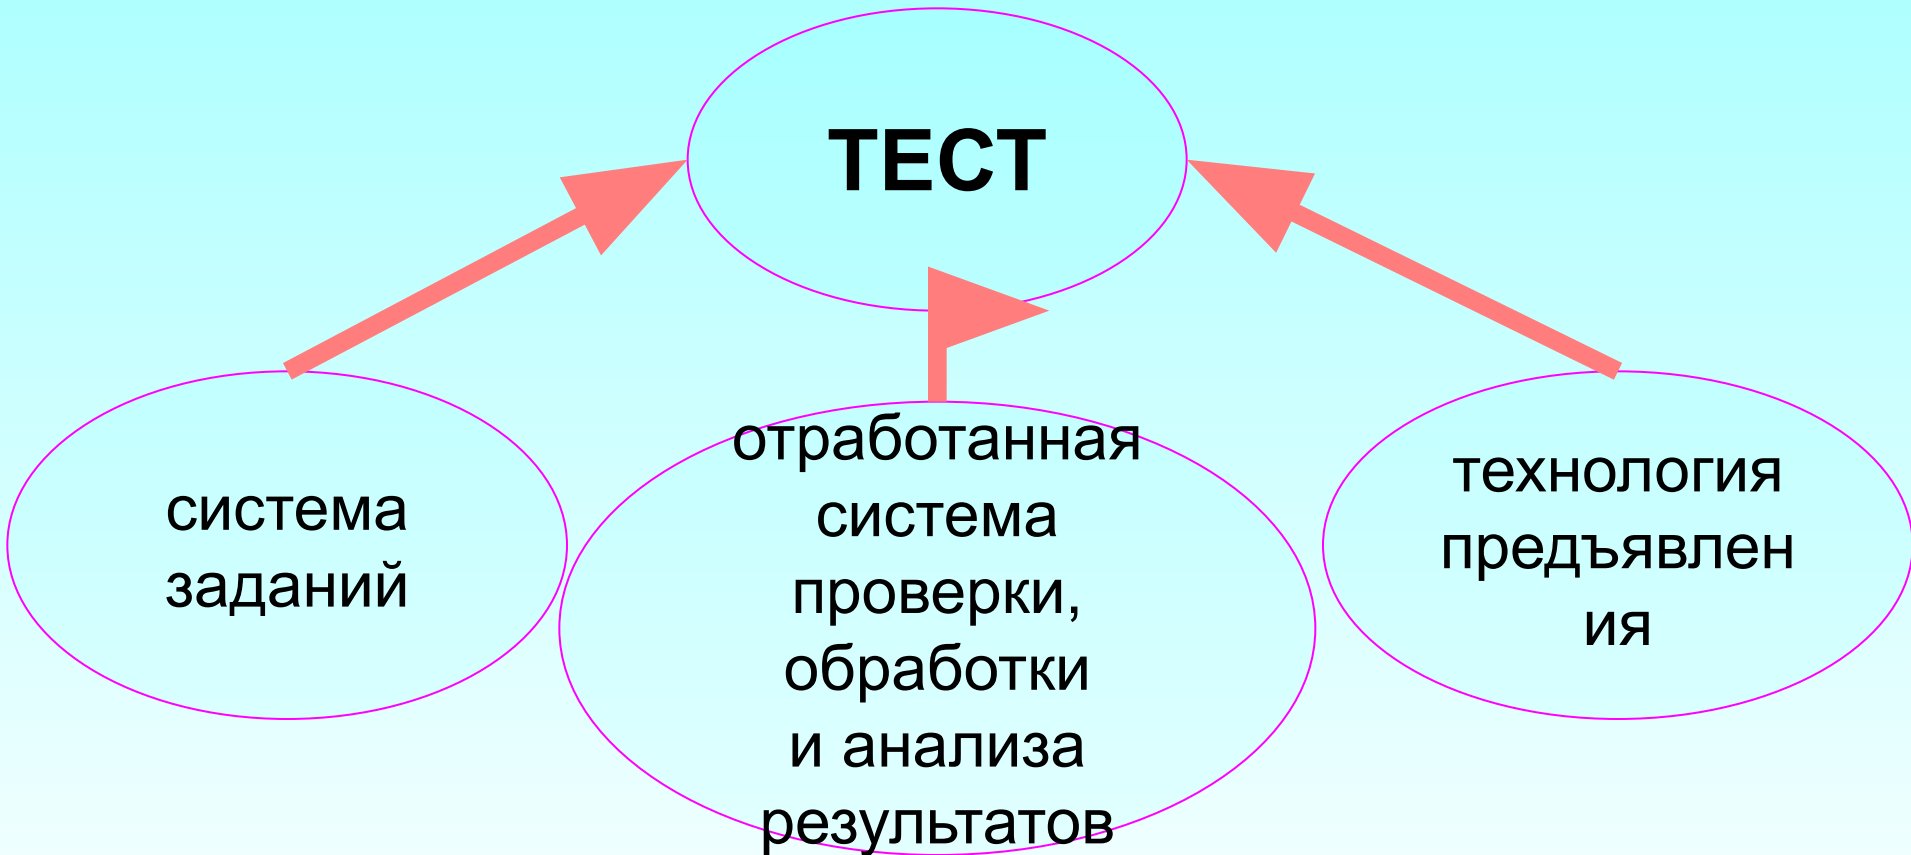 ТЕСТ
система
заданий
отработанная
система
проверки,
обработки
и анализа
результатов
технология
предъявлен
ия